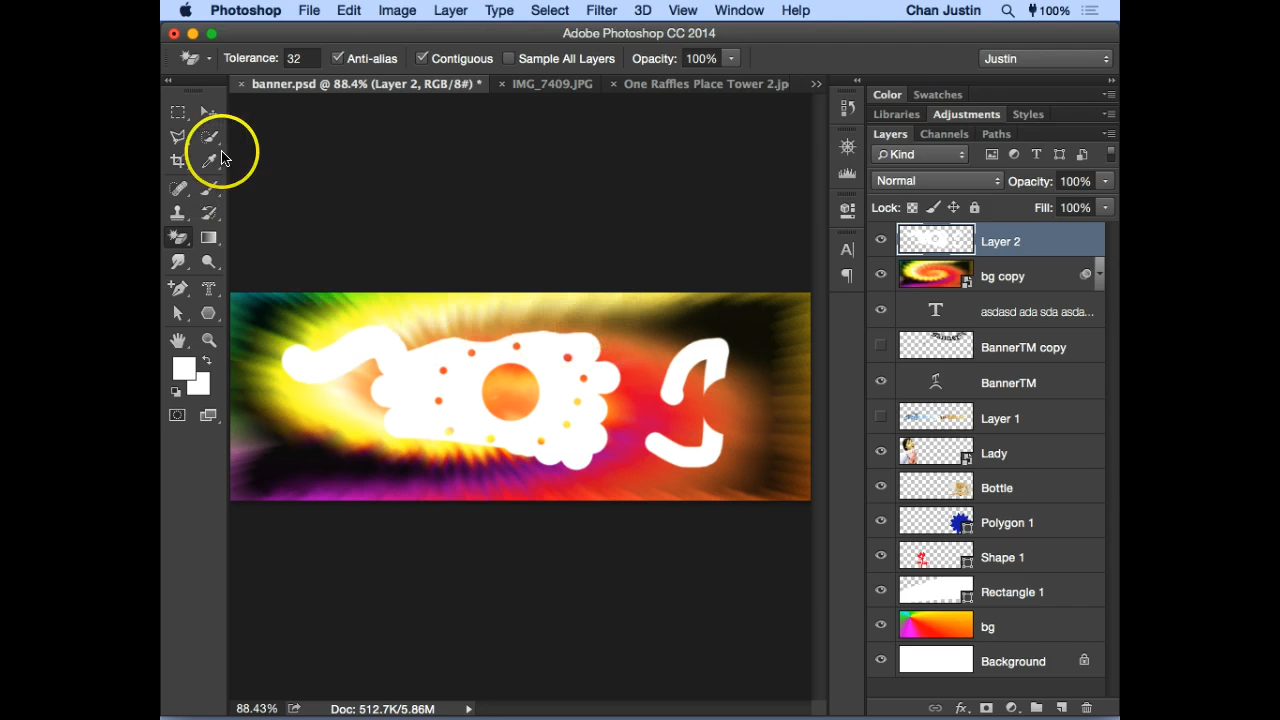 Photoshop File Edit Image Layer Type Select Filter 3D View Window Help Chan Justin 100%
Adobe Photoshop CC 2014
Tolerance: 32 Anti-alias Contiguous Sample All Layers Opacity: 100% Justin
× banner.psd @ 88.4% (Layer 2, RGB/8#) * × IMG_7409.JPG × One Raffles Place Tower 2.jp >>
Color Swatches
Libraries Adjustments Styles
Layers Channels Paths
Kind
Normal Opacity: 100%
Lock: Fill: 100%
Layer 2
bg copy
asdasd ada sda asda...
BannerTM copy
BannerTM
Layer 1
Lady
Bottle
Polygon 1
Shape 1
Rectangle 1
bg
Background
88.43% Doc: 512.7K/5.86M